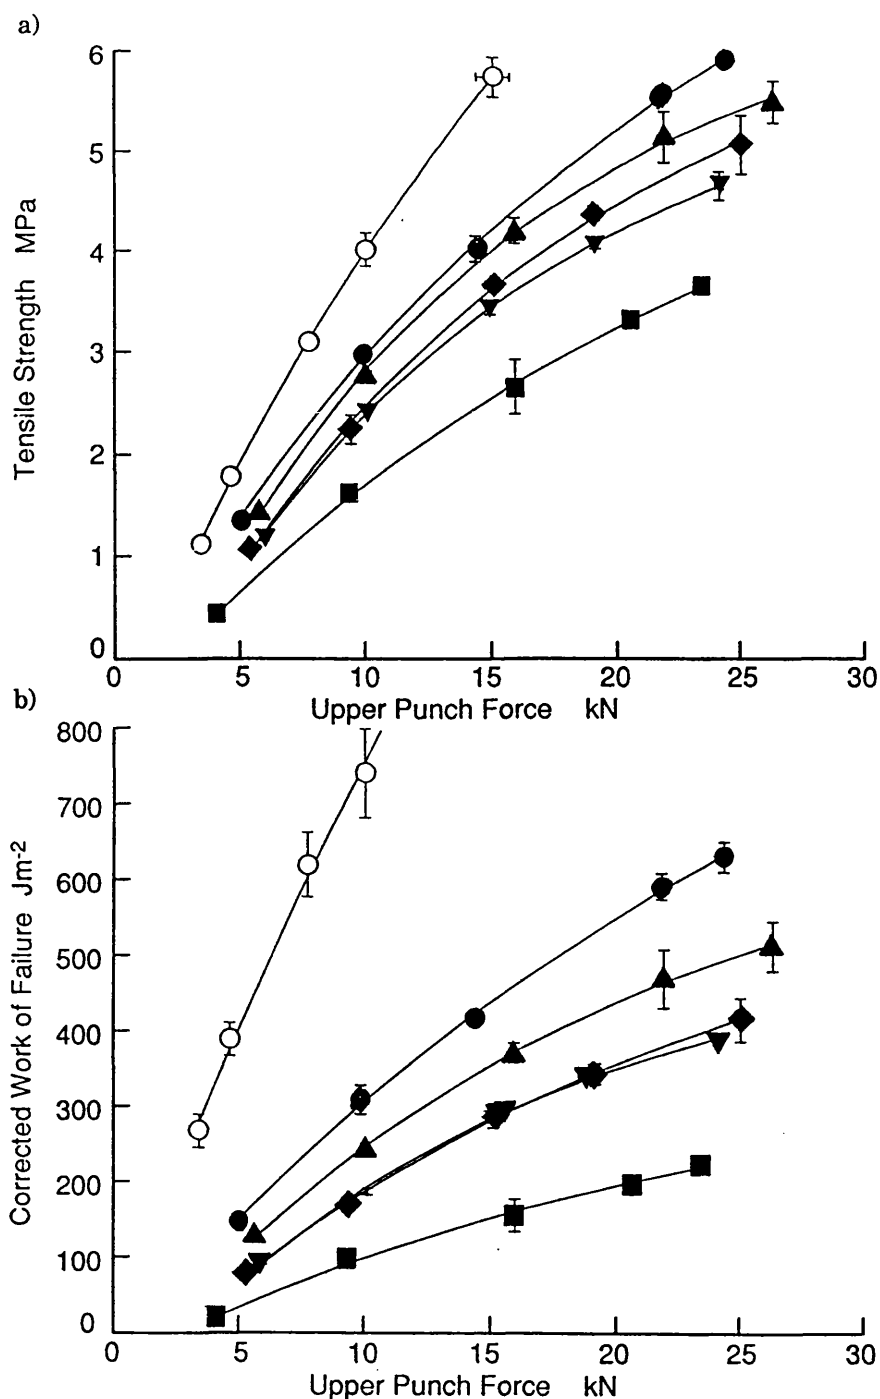 a)
6
5
4
3
2
1
0
Tensile Strength MPa
0 5 10 15 20 25 30
Upper Punch Force kN
b)
800
700
600
500
400
300
200
100
0
Corrected Work of Failure Jm-2
0 5 10 15 20 25 30
Upper Punch Force kN